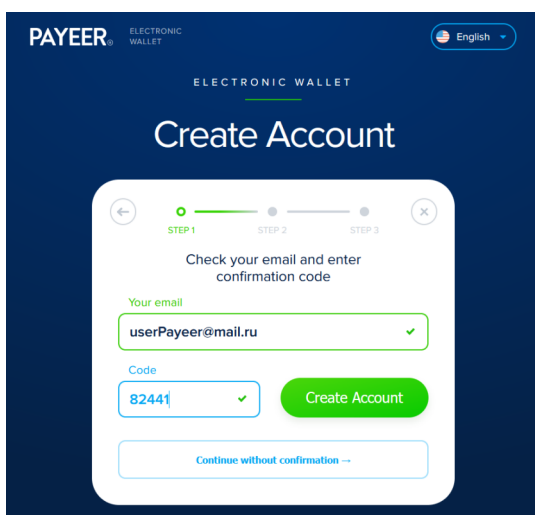 PAYEER® ELECTRONIC
WALLET
English
ELECTRONIC WALLET
Create Account
STEP 1 STEP 2 STEP 3
Check your email and enter
confirmation code
Your email
userPayeer@mail.ru
Code
82441
Create Account
Continue without confirmation →